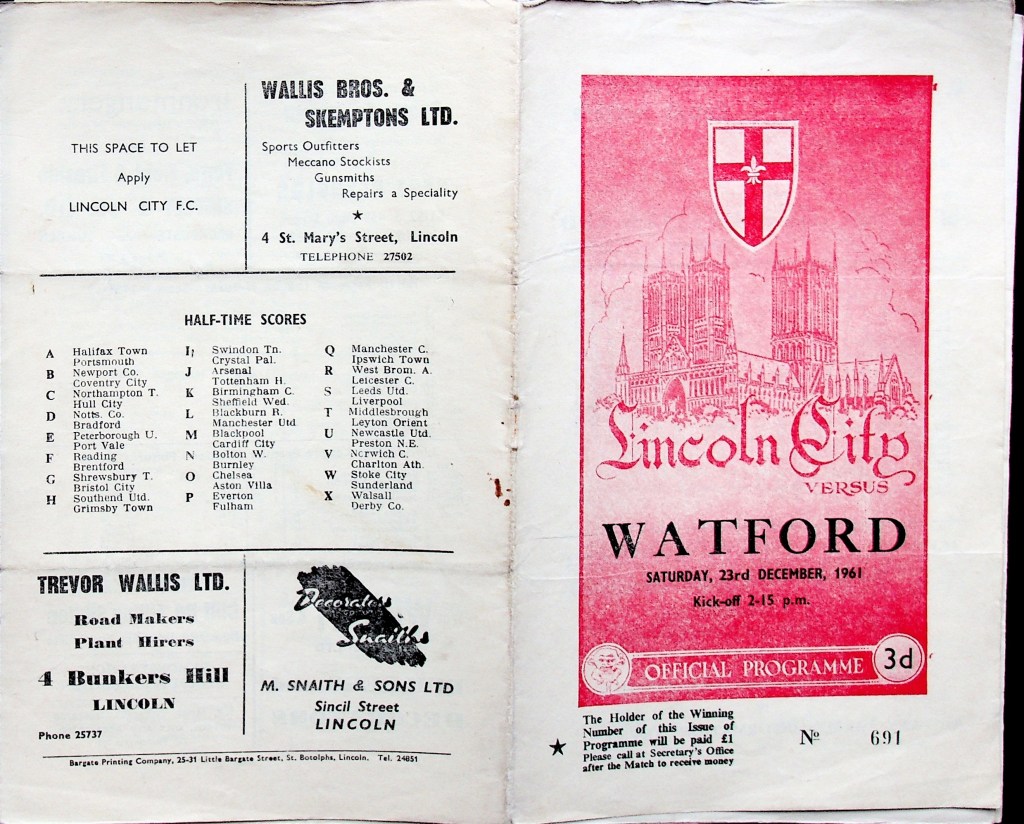 THIS SPACE TO LET
Apply
LINCOLN CITY F.C.
WALLIS BROS. &
SKEMPTONS LTD.
Sports Outfitters
Meccano Stockists
Gunsmiths
Repairs a Speciality
★
4 St. Mary's Street, Lincoln
TELEPHONE 27502
HALF-TIME SCORES
A Halifax Town
Portsmouth
B Newport Co.
Coventry City
C Northampton T.
Hull City
D Notts. Co.
Bradford
E Peterborough U.
Port Vale
F Reading
Brentford
G Shrewsbury T.
Bristol City
H Southend Utd.
Grimsby Town
I Swindon Tn.
Crystal Pal.
J Arsenal
Tottenham H.
K Birmingham C.
Sheffield Wed.
L Blackburn R.
Manchester Utd
M Blackpool
Cardiff City
N Bolton W.
Burnley
O Chelsea
Aston Villa
P Everton
Fulham
Q Manchester C.
Ipswich Town
R West Brom. A.
Leicester C.
S Leeds Utd.
Liverpool
T Middlesbrough
Leyton Orient
U Newcastle Utd.
Preston N.E.
V Norwich C.
Charlton Ath.
W Stoke City
Sunderland
X Walsall
Derby Co.
TREVOR WALLIS LTD.
Road Makers
Plant Hirers
4 Bunkers Hill
LINCOLN
Phone 25737
Decorators
Snaiths
M. SNAITH & SONS LTD
Sincil Street
LINCOLN
Bargate Printing Company, 25-31 Little Bargate Street, St. Botolphs, Lincoln. Tel. 24851
Lincoln City
VERSUS
WATFORD
SATURDAY, 23rd DECEMBER, 1961
Kick-off 2-15 p.m.
OFFICIAL PROGRAMME 3d
The Holder of the Winning
Number of this Issue of
★ Programme will be paid £1
Please call at Secretary's Office
after the Match to receive money
No 691